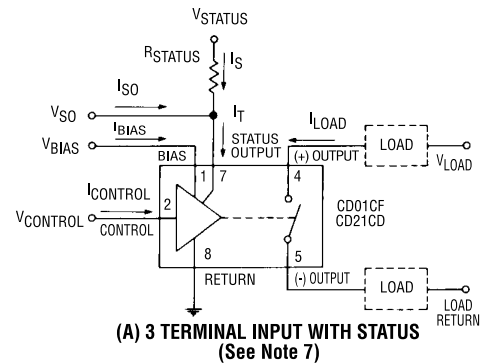 VSTATUS
RSTATUS
IS
ISO
VSO
IT
IBIAS
STATUS
OUTPUT
ILOAD
LOAD
VBIAS
BIAS
1
7
(+) OUTPUT
4
VLOAD
ICONTROL
2
VCONTROL
CONTROL
CD01CF
CD21CD
8
5
RETURN
(-) OUTPUT
LOAD
LOAD
RETURN
(A) 3 TERMINAL INPUT WITH STATUS
(See Note 7)